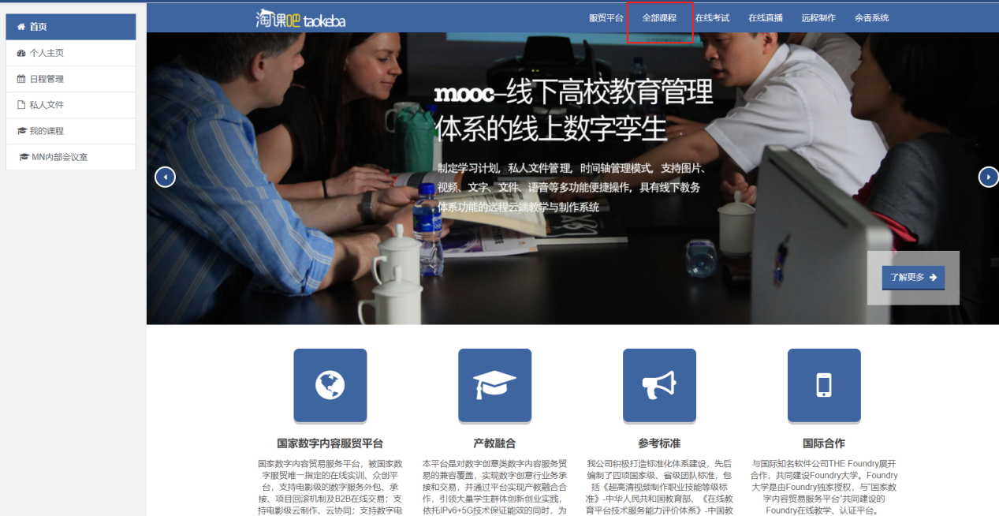 首页
个人主页
日程管理
私人文件
我的课程
MN内部会议室
淘课吧 taokeba
服贸平台 全部课程 在线考试 在线直播 远程制作 余香系统
mooc–线下高校教育管理
体系的线上数字孪生
制定学习计划，私人文件管理，时间轴管理模式，支持图片、
视频、文字、文件、语音等多功能便捷操作，具有线下教务
体系功能的远程云端教学与制作系统
了解更多
国家数字内容服贸平台
国家数字内容贸易服务平台，被国家数
字服贸唯一指定的在线实训、众创平
台，支持电影级的数字服务外包、承
接、项目回滚机制及B2B在线交易；支
持电影级云制作、云协同；支持数字电
产教融合
本平台是对数字创意类数字内容服务贸
易的兼容覆盖，实现数字创意行业务承
接和交易，并通过平台实现产教融合合
作，引领大量学生群体创新创业实践，
依托IPv6+5G技术保证能效的同时，为
参考标准
我公司积极打造标准化体系建设，先后
编制了四项国家级、省级团队标准，包
括《超高清视频制作职业技能等级标
准》-中华人民共和国教育部、《在线教
育平台技术服务能力评价体系》-中国教
国际合作
与国际知名软件公司THE Foundry展开
合作，共同建设Foundry大学。Foundry
大学是由Foundry独家授权，与"国家数
字内容贸易服务平台"共同建设的
Foundry在线教学、认证平台。